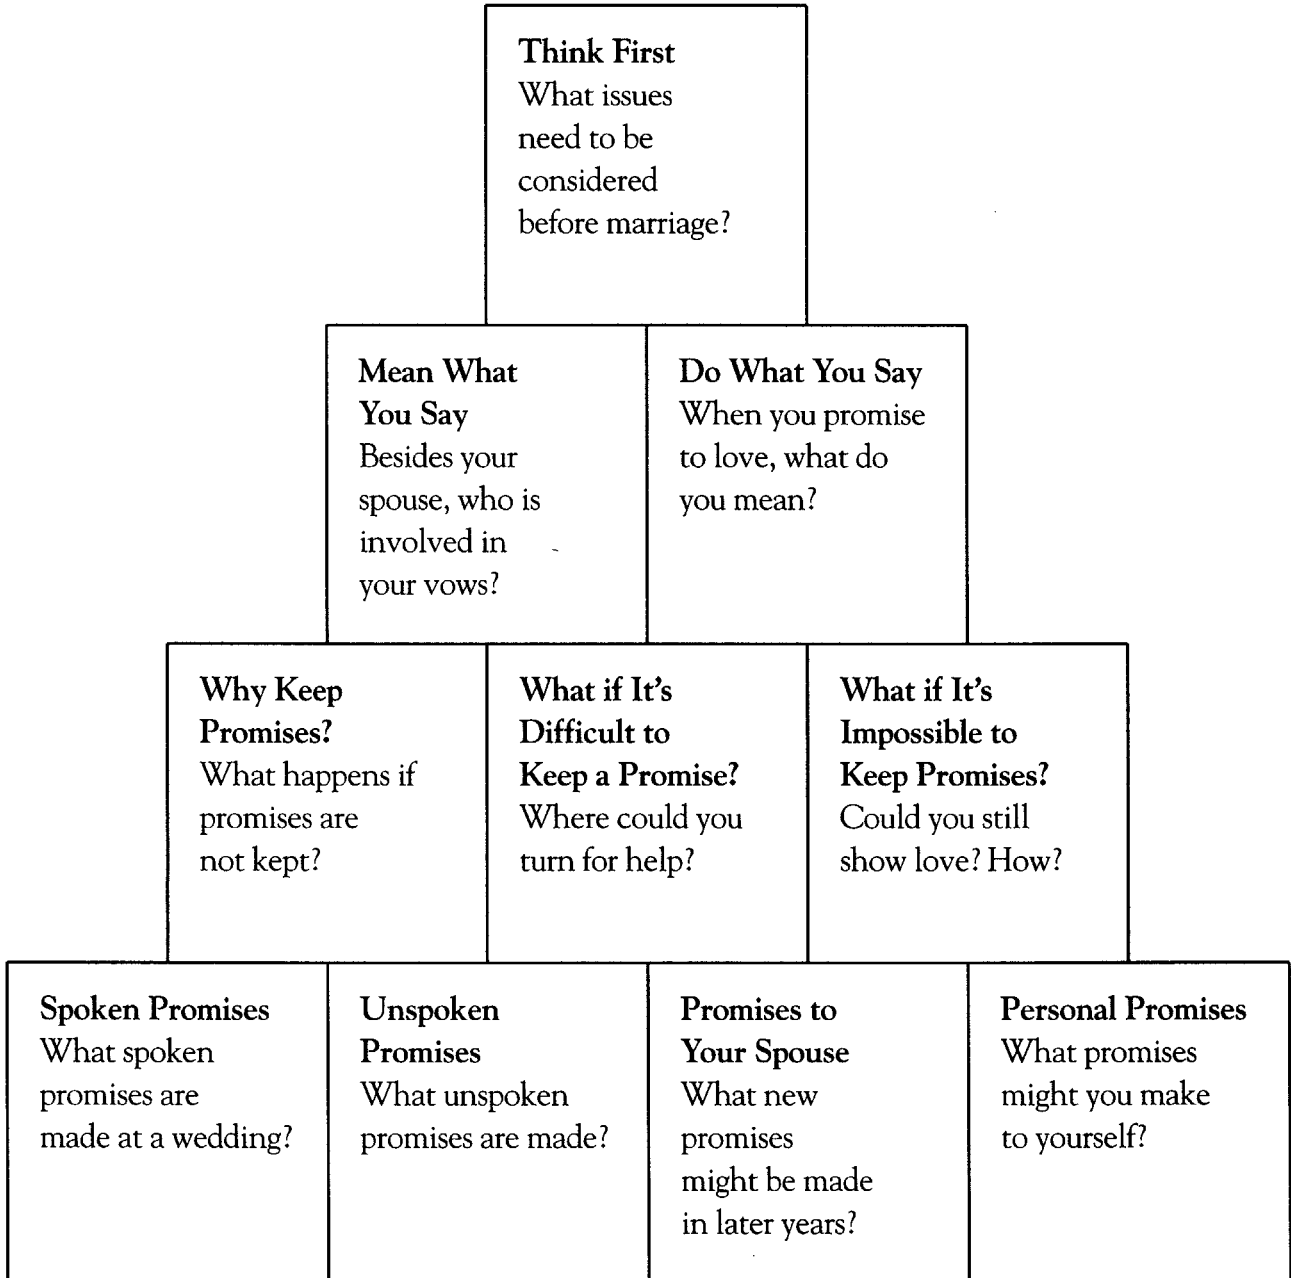 Think First
What issues
need to be
considered
before marriage?
Mean What
You Say
Besides your
spouse, who is
involved in
your vows?
Do What You Say
When you promise
to love, what do
you mean?
Why Keep
Promises?
What happens if
promises are
not kept?
What if It's
Difficult to
Keep a Promise?
Where could you
turn for help?
What if It's
Impossible to
Keep Promises?
Could you still
show love? How?
Spoken Promises
What spoken
promises are
made at a wedding?
Unspoken
Promises
What unspoken
promises are made?
Promises to
Your Spouse
What new
promises
might be made
in later years?
Personal Promises
What promises
might you make
to yourself?